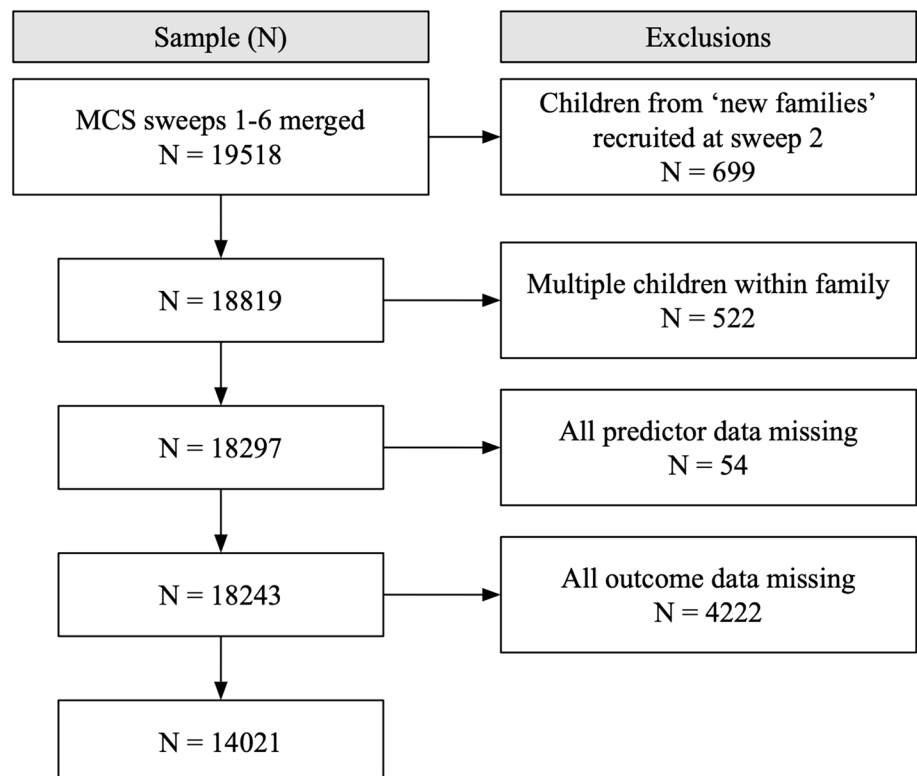 Sample (N)
Exclusions
MCS sweeps 1-6 merged
N = 19518
Children from ‘new families’
recruited at sweep 2
N = 699
N = 18819
Multiple children within family
N = 522
N = 18297
All predictor data missing
N = 54
N = 18243
All outcome data missing
N = 4222
N = 14021